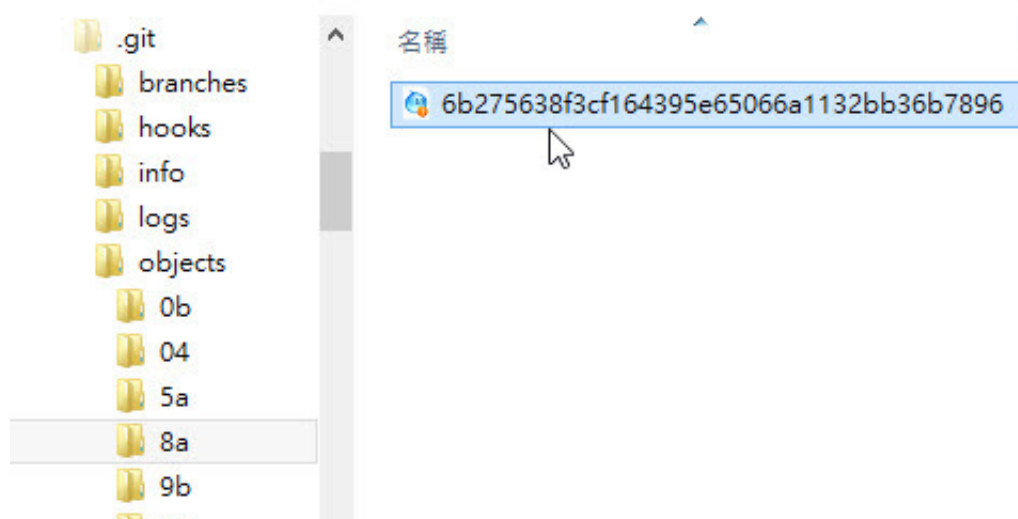 .git
branches
hooks
info
logs
objects
0b
04
5a
8a
9b
名稱
6b275638f3cf164395e65066a1132bb36b7896